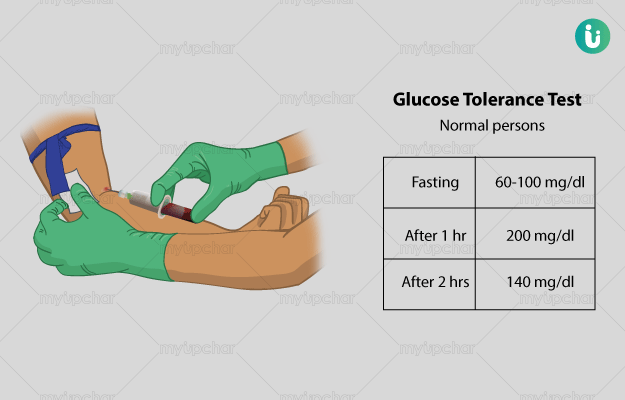 Glucose Tolerance Test
Normal persons
Fasting 60-100 mg/dl
After 1 hr 200 mg/dl
After 2 hrs 140 mg/dl